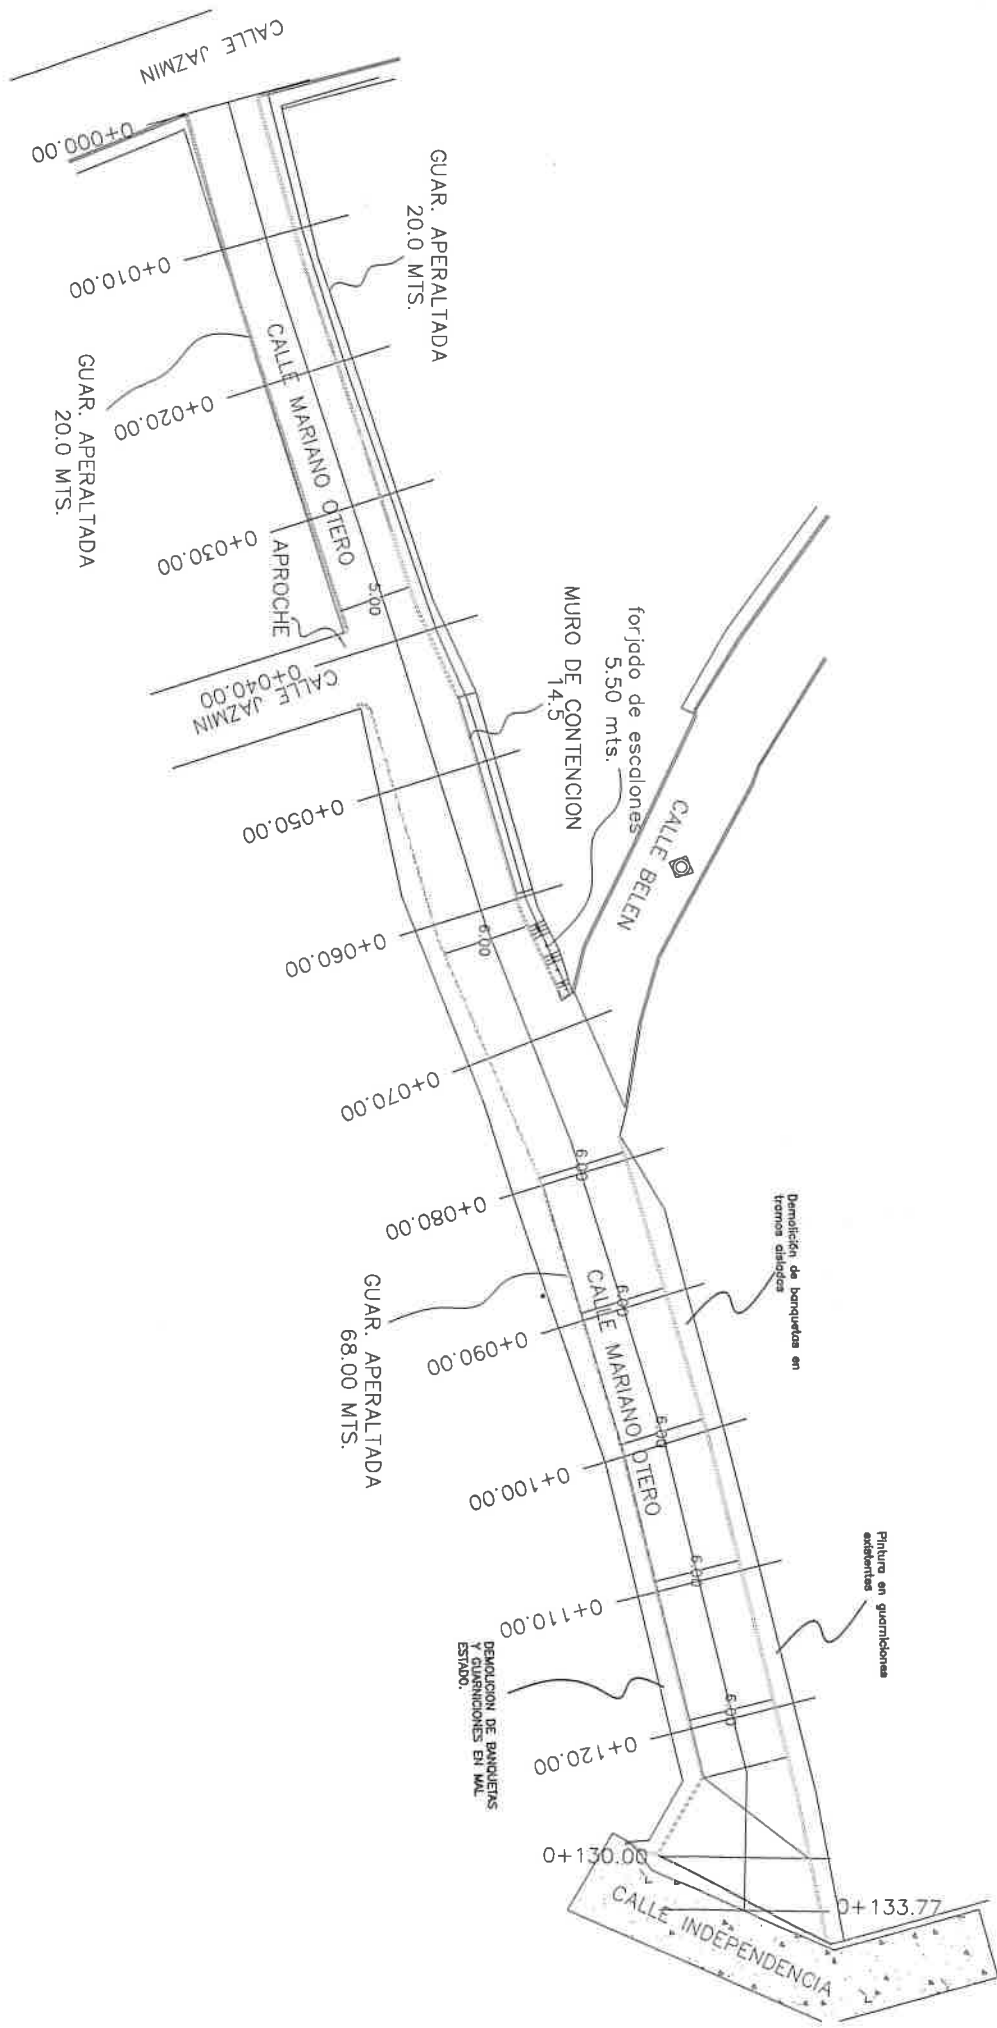 CALLE JAZMIN
0+000.00
GUAR. APERALTADA
20.0 MTS.
0+010.00
CALLE MARIANO OTERO
GUAR. APERALTADA
20.0 MTS.
0+020.00
0+030.00
APROCHE
5.00
0+040.00
CALLE JAZMIN
forjado de escalones
5.50 mts.
MURO DE CONTENCION
14.5
0+050.00
CALLE BELEN
0+060.00
6.00
0+070.00
6.00
0+080.00
Demolición de banquetas en
tramos aislados
GUAR. APERALTADA
68.00 MTS.
6.00
0+090.00
CALLE MARIANO OTERO
6.00
0+100.00
Pintura en guarniciones
existentes
6.00
0+110.00
DEMOLICION DE BANQUETAS
Y GUARNICIONES EN MAL
ESTADO.
6.00
0+120.00
0+130.00
0+133.77
CALLE INDEPENDENCIA